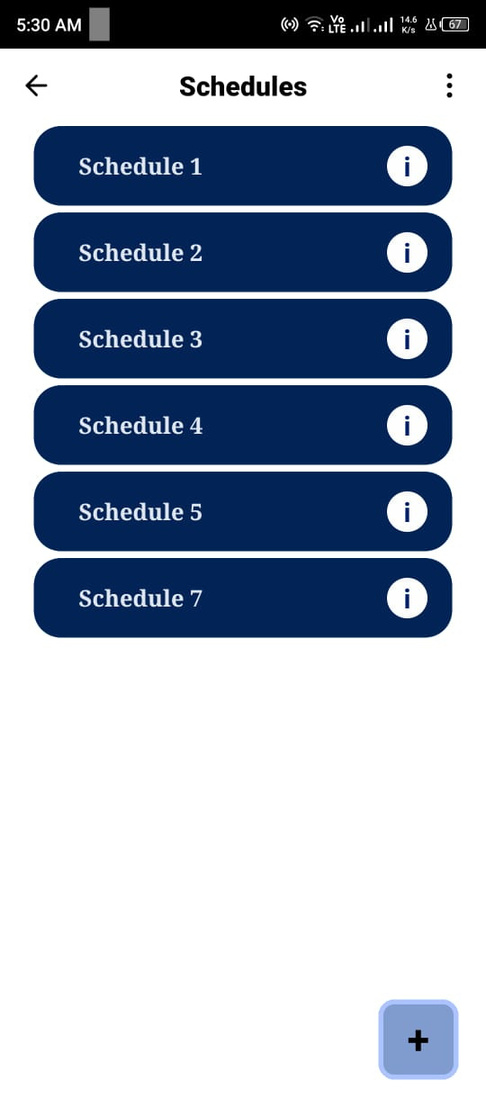 5:30 AM
Vo LTE
14.6 K/s
67
Schedules
Schedule 1
i
Schedule 2
i
Schedule 3
i
Schedule 4
i
Schedule 5
i
Schedule 7
i
+